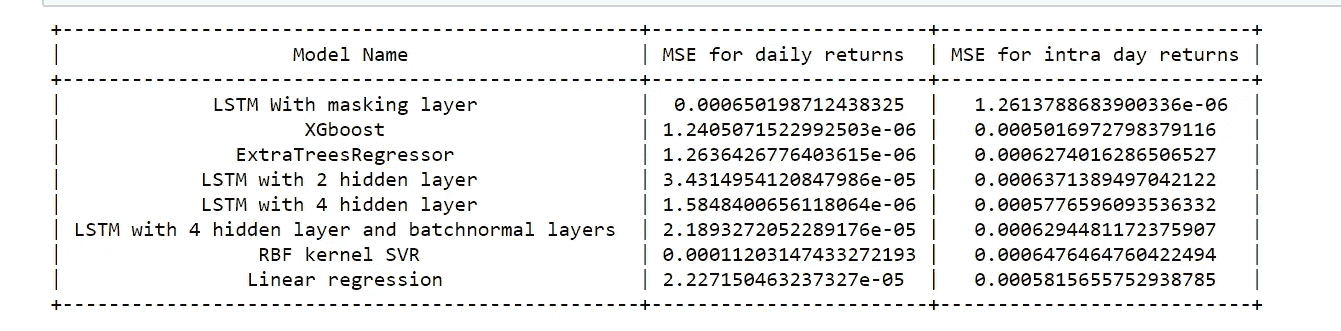 +---------------------------------------------+--------------------------+---------------------------+
| Model Name | MSE for daily returns | MSE for intra day returns |
+---------------------------------------------+--------------------------+---------------------------+
| LSTM With masking layer | 0.000650198712438325 | 1.2613788683900336e-06 |
| XGboost | 1.2405071522992503e-06 | 0.0005016972798379116 |
| ExtraTreesRegressor | 1.2636426776403615e-06 | 0.0006274016286506527 |
| LSTM with 2 hidden layer | 3.4314954120847986e-05 | 0.0006371389497042122 |
| LSTM with 4 hidden layer | 1.5848400656118064e-06 | 0.0005776596093536332 |
| LSTM with 4 hidden layer and batchnormal layers | 2.1893272052289176e-05 | 0.0006294481172375907 |
| RBF kernel SVR | 0.00011203147433272193 | 0.0006476464760422494 |
| Linear regression | 2.227150463237327e-05 | 0.0005815655752938785 |
+---------------------------------------------+--------------------------+---------------------------+